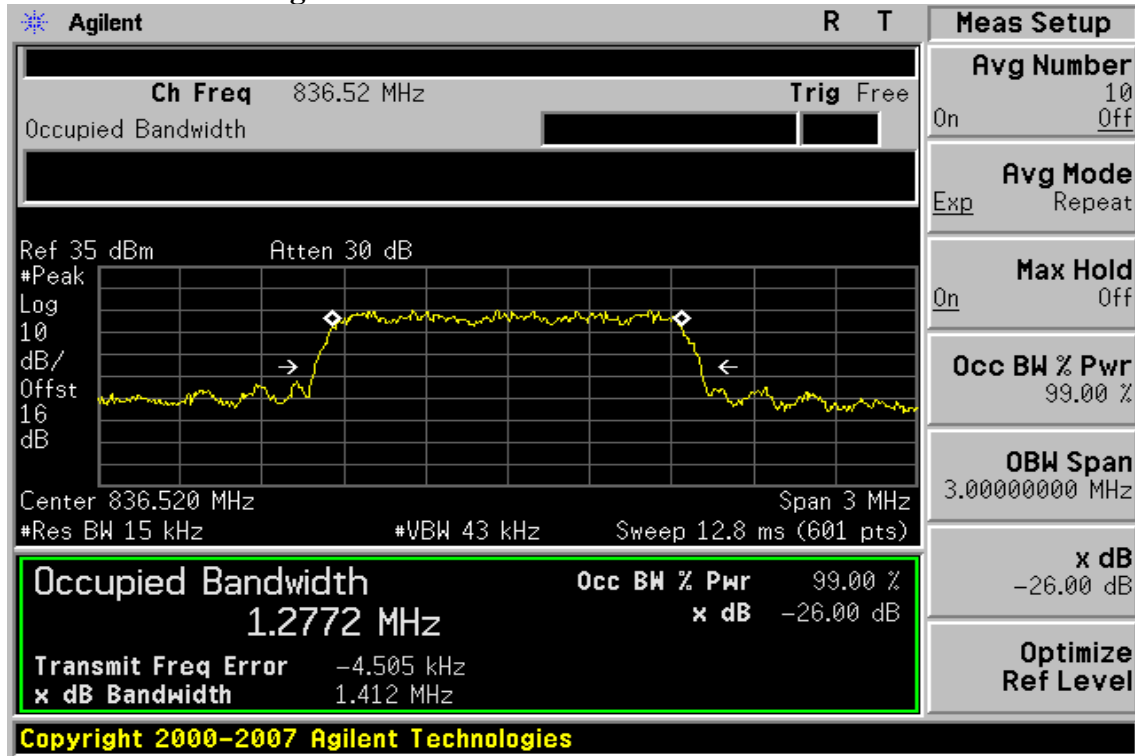 Agilent R T
Ch Freq 836.52 MHz Trig Free
Occupied Bandwidth
Ref 35 dBm Atten 30 dB
#Peak
Log
10
dB/
Offst
16
dB
Center 836.520 MHz Span 3 MHz
#Res BW 15 kHz #VBW 43 kHz Sweep 12.8 ms (601 pts)
Occupied Bandwidth Occ BW % Pwr 99.00 %
1.2772 MHz x dB -26.00 dB
Transmit Freq Error -4.505 kHz
x dB Bandwidth 1.412 MHz
Copyright 2000-2007 Agilent Technologies
Meas Setup
Avg Number
10
On Off
Avg Mode
Exp Repeat
Max Hold
On Off
Occ BW % Pwr
99.00 %
OBW Span
3.00000000 MHz
x dB
-26.00 dB
Optimize
Ref Level